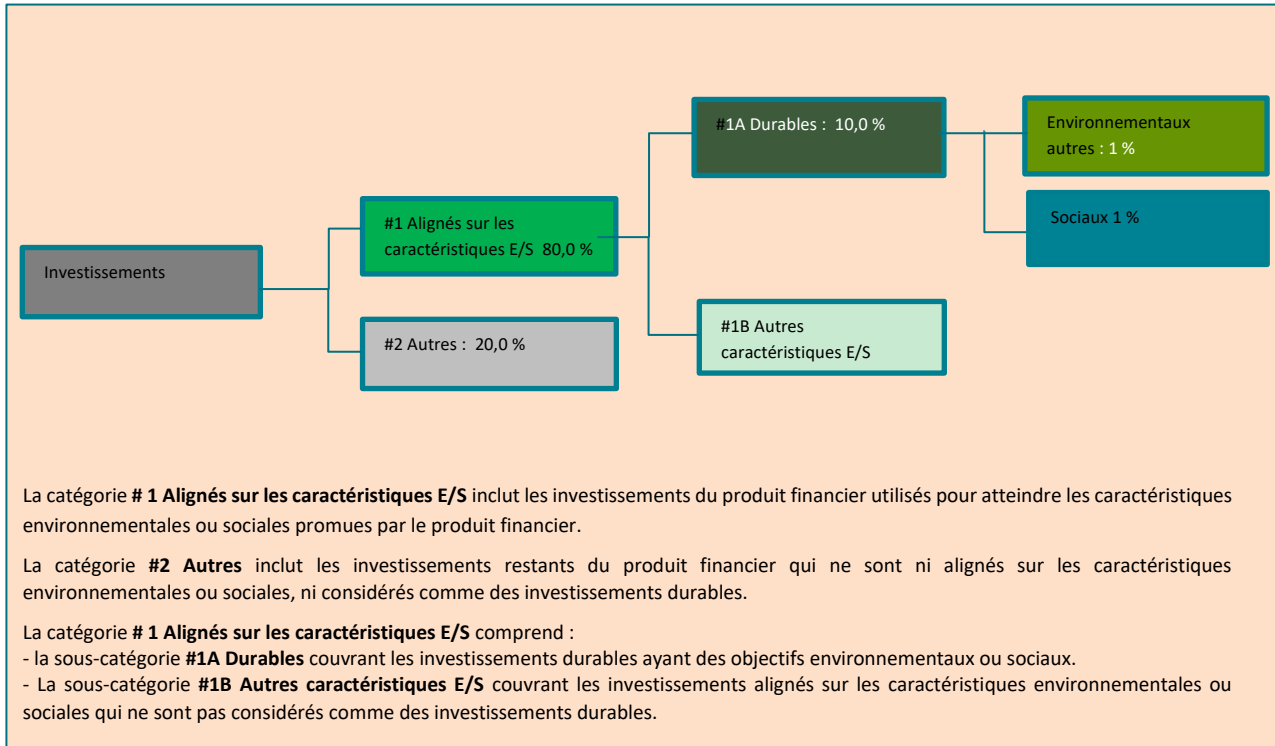 #1A Durables :  10,0 %
Environnementaux
autres : 1 %
#1 Alignés sur les
caractéristiques E/S  80,0 %
Sociaux 1 %
Investissements
#2 Autres :  20,0 %
#1B Autres
caractéristiques E/S
La catégorie # 1 Alignés sur les caractéristiques E/S inclut les investissements du produit financier utilisés pour atteindre les caractéristiques
environnementales ou sociales promues par le produit financier.
La catégorie #2 Autres inclut les investissements restants du produit financier qui ne sont ni alignés sur les caractéristiques
environnementales ou sociales, ni considérés comme des investissements durables.
La catégorie # 1 Alignés sur les caractéristiques E/S comprend :
- la sous-catégorie #1A Durables couvrant les investissements durables ayant des objectifs environnementaux ou sociaux.
- La sous-catégorie #1B Autres caractéristiques E/S couvrant les investissements alignés sur les caractéristiques environnementales ou
sociales qui ne sont pas considérés comme des investissements durables.